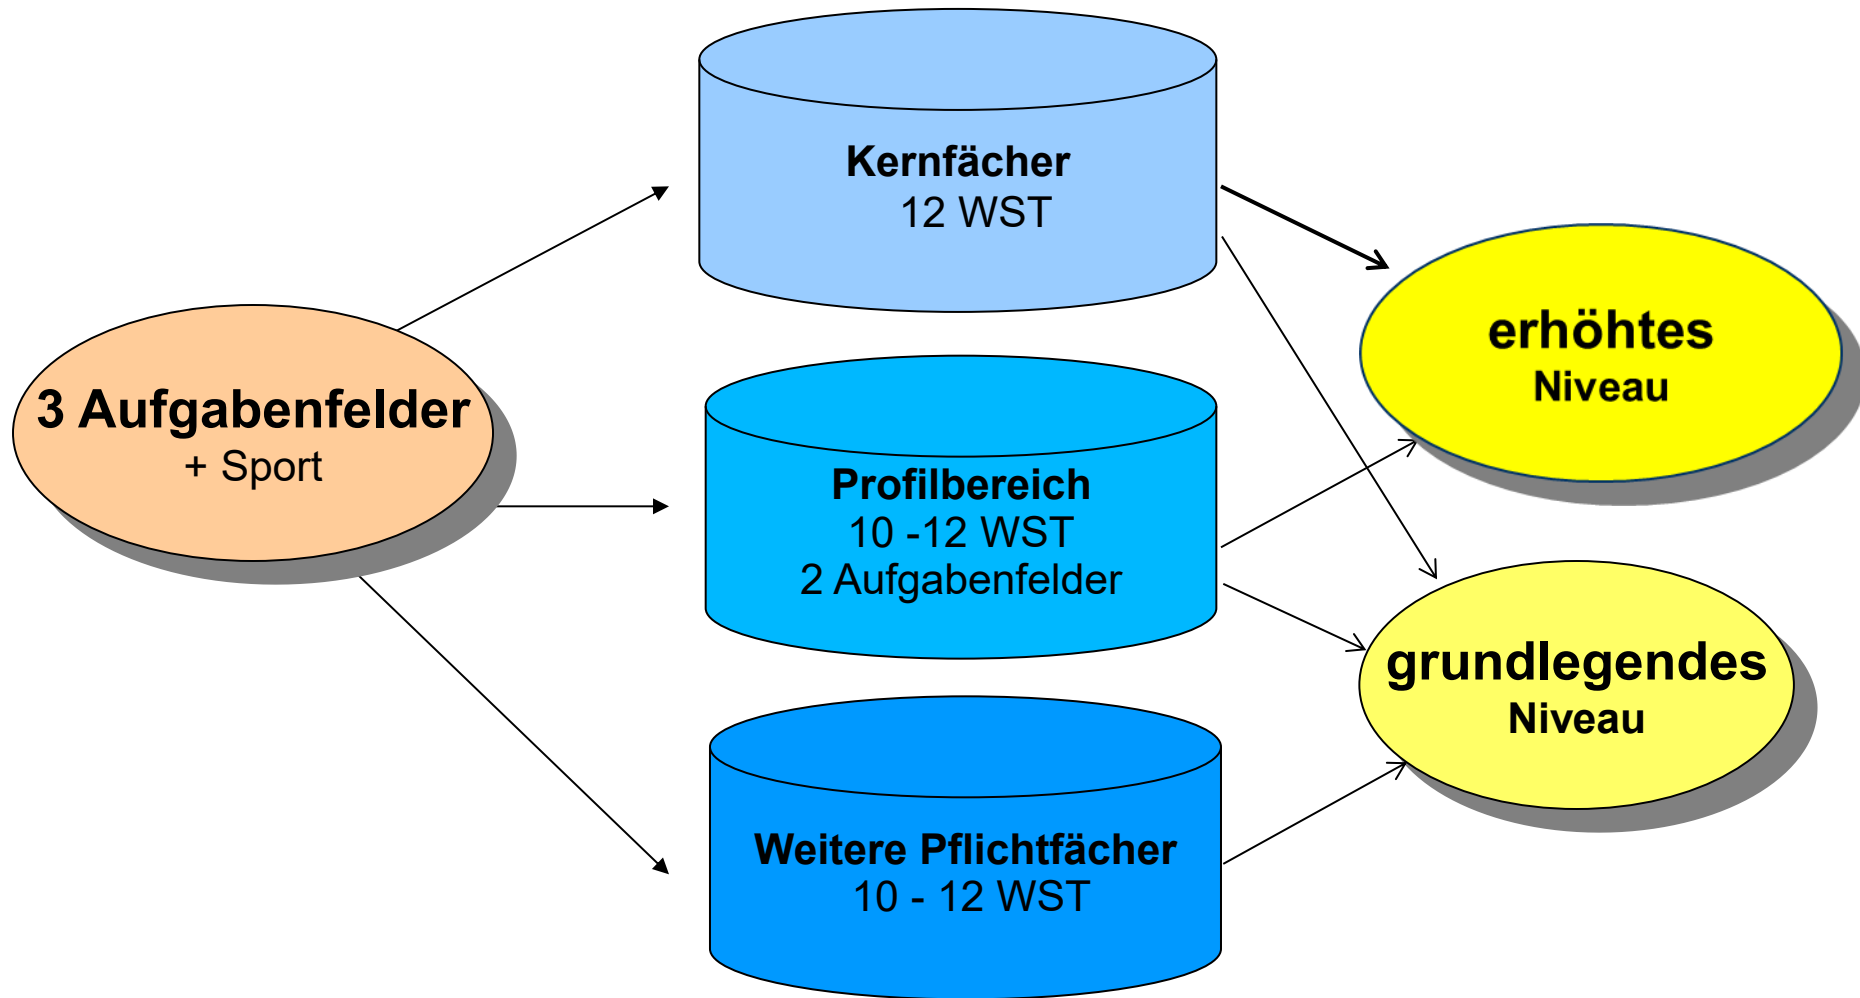 Kernfächer
12 WST
3 Aufgabenfelder
+ Sport
Profilbereich
10 -12 WST
2 Aufgabenfelder
Weitere Pflichtfächer
10 - 12 WST
erhöhtes
Niveau
grundlegendes
Niveau